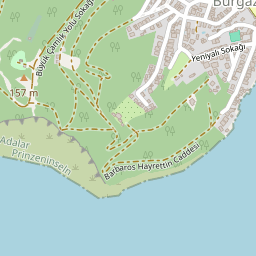 Burgaz
Yeniyalı Sokağı
Büyük Çamlık Yolu Sokağı
157 m
Adalar
Prinzeninseln
Barbaros Hayrettin Caddesi